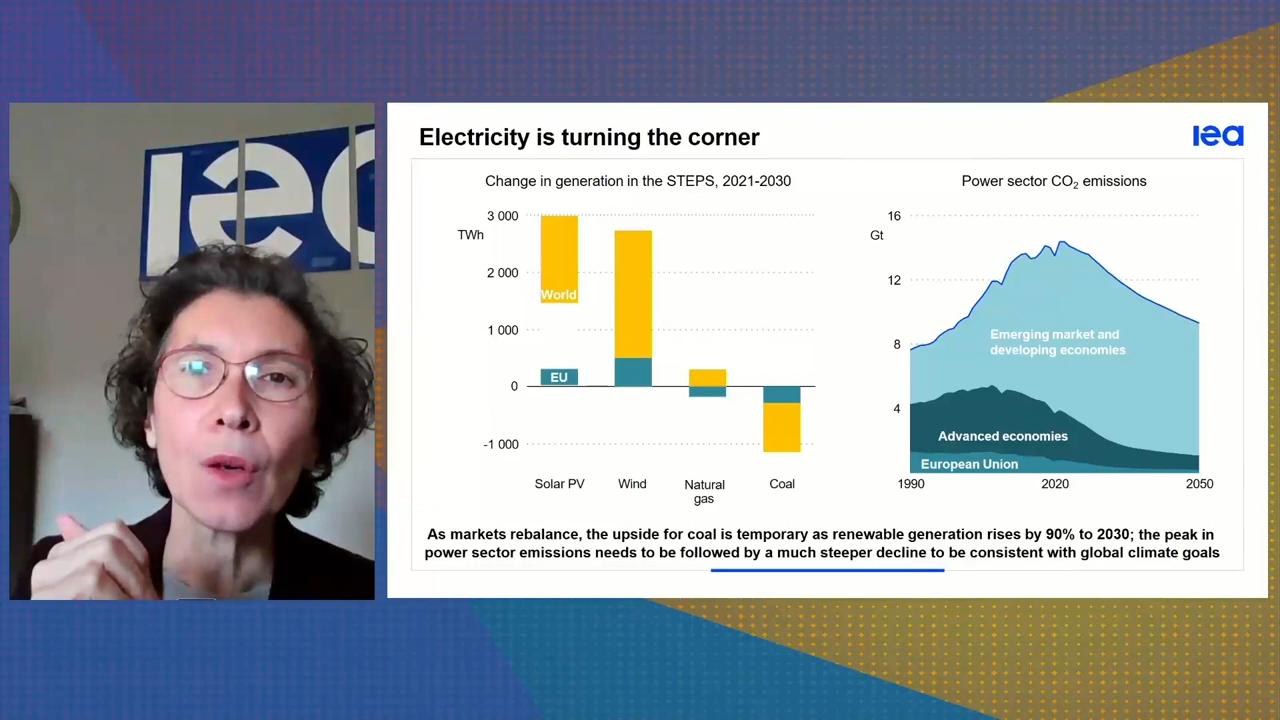 iea
Electricity is turning the corner
iea
Change in generation in the STEPS, 2021-2030
TWh
3 000
2 000
1 000
0
-1 000
World
EU
Solar PV
Wind
Natural
gas
Coal
Power sector CO₂ emissions
Gt
16
12
8
4
Emerging market and
developing economies
Advanced economies
European Union
1990
2020
2050
As markets rebalance, the upside for coal is temporary as renewable generation rises by 90% to 2030; the peak in
power sector emissions needs to be followed by a much steeper decline to be consistent with global climate goals